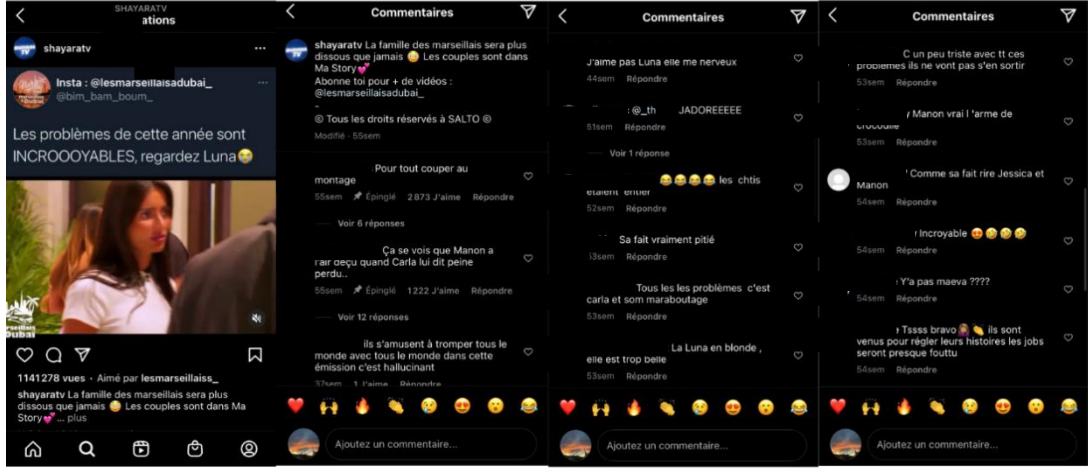 SHAYARATV
ations
shayaratv
Insta : @lesmarseillaisadubai_
@bim_bam_boum_
Les problèmes de cette année sont
INCROOOYABLES, regardez Luna😭
1141278 vues · Aimé par lesmarseillaiss_
shayaratv La famille des marseillais sera plus
dissous que jamais 😳 Les couples sont dans Ma
Story💕 ... plus
Commentaires
shayaratv La famille des marseillais sera plus
dissous que jamais 😳 Les couples sont dans
Ma Story💕
Abonne toi pour + de vidéos :
@lesmarseillaisadubai_
-
© Tous les droits réservés à SALTO ©
Modifié · 55sem
Pour tout couper au
montage
55sem 📌 Épinglé 2 873 J'aime Répondre
Voir 6 réponses
Ça se vois que Manon a
l'air deçu quand Carla lui dit peine
perdu..
55sem 📌 Épinglé 1 222 J'aime Répondre
Voir 12 réponses
ils s'amusent à tromper tous le
monde avec tous le monde dans cette
émission c'est hallucinant
37sem 1 J'aime Répondre
❤️ 🙌 🔥 👏 😢 😍 😮 😂
Ajoutez un commentaire...
Commentaires
J'aime pas Luna elle me nerveux
44sem Répondre
: @_th JADOREEEEE
51sem Répondre
Voir 1 réponse
😂😂😂😂 les chtis
étaient entier
52sem Répondre
Sa fait vraiment pitié
53sem Répondre
Tous les les problèmes c'est
carla et som maraboutage
53sem Répondre
La Luna en blonde ,
elle est trop belle
53sem Répondre
❤️ 🙌 🔥 👏 😢 😍 😮 😂
Ajoutez un commentaire...
Commentaires
C un peu triste avec tt ces
problèmes ils ne vont pas s'en sortir
53sem Répondre
Manon vrai l 'arme de
crocodile
53sem Répondre
Comme sa fait rire Jessica et
Manon
54sem Répondre
Incroyable 😍🤣🤣🤣
54sem Répondre
Y'a pas maeva ????
54sem Répondre
Tssss bravo🤦🏽‍♀️👏 ils sont
venus pour régler leurs histoires les jobs
seront presque fouttu
54sem Répondre
❤️ 🙌 🔥 👏 😢 😍 😮 😂
Ajoutez un commentaire...